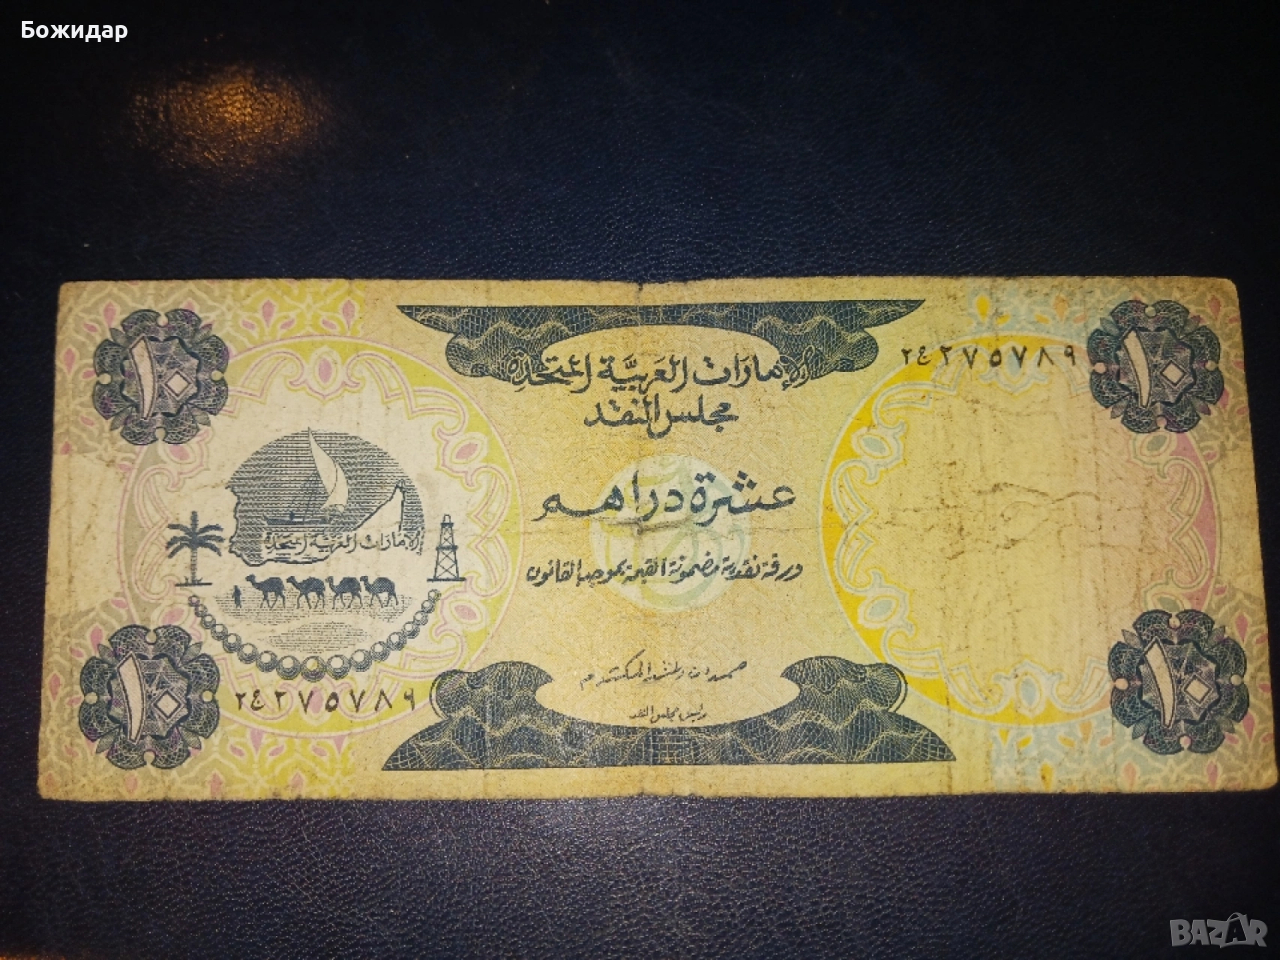 Божидар
١٠
١٠
الإمارات العربية المتحدة
٢٤٢٧٥٧٨٩
مجلس النقد
عشرة دراهم
الإمارات العربية المتحدة
ورقة نقدية مضمونة القيمة بموجب القانون
٢٤٢٧٥٧٨٩
رئيس مجلس النقد
١٠
١٠
BAZAR